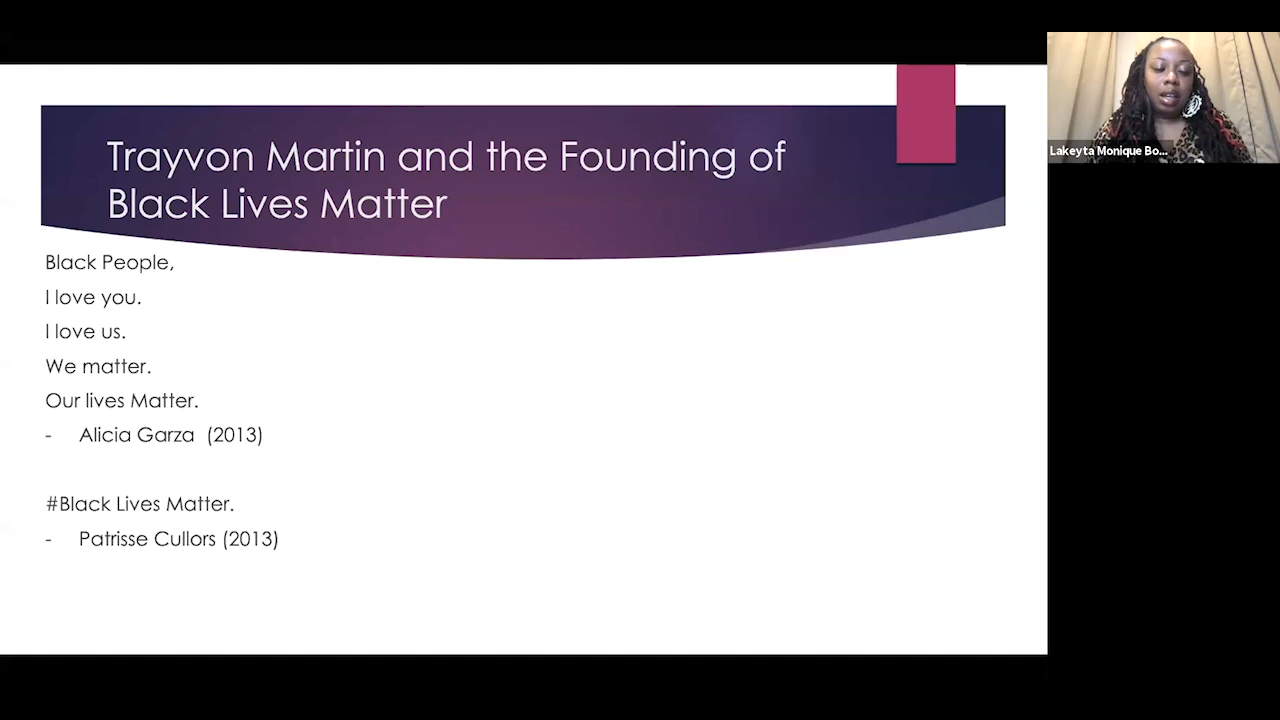 Trayvon Martin and the Founding of
Black Lives Matter
Black People,
I love you.
I love us.
We matter.
Our lives Matter.
- Alicia Garza (2013)
#Black Lives Matter.
- Patrisse Cullors (2013)
Lakeyta Monique Bo...